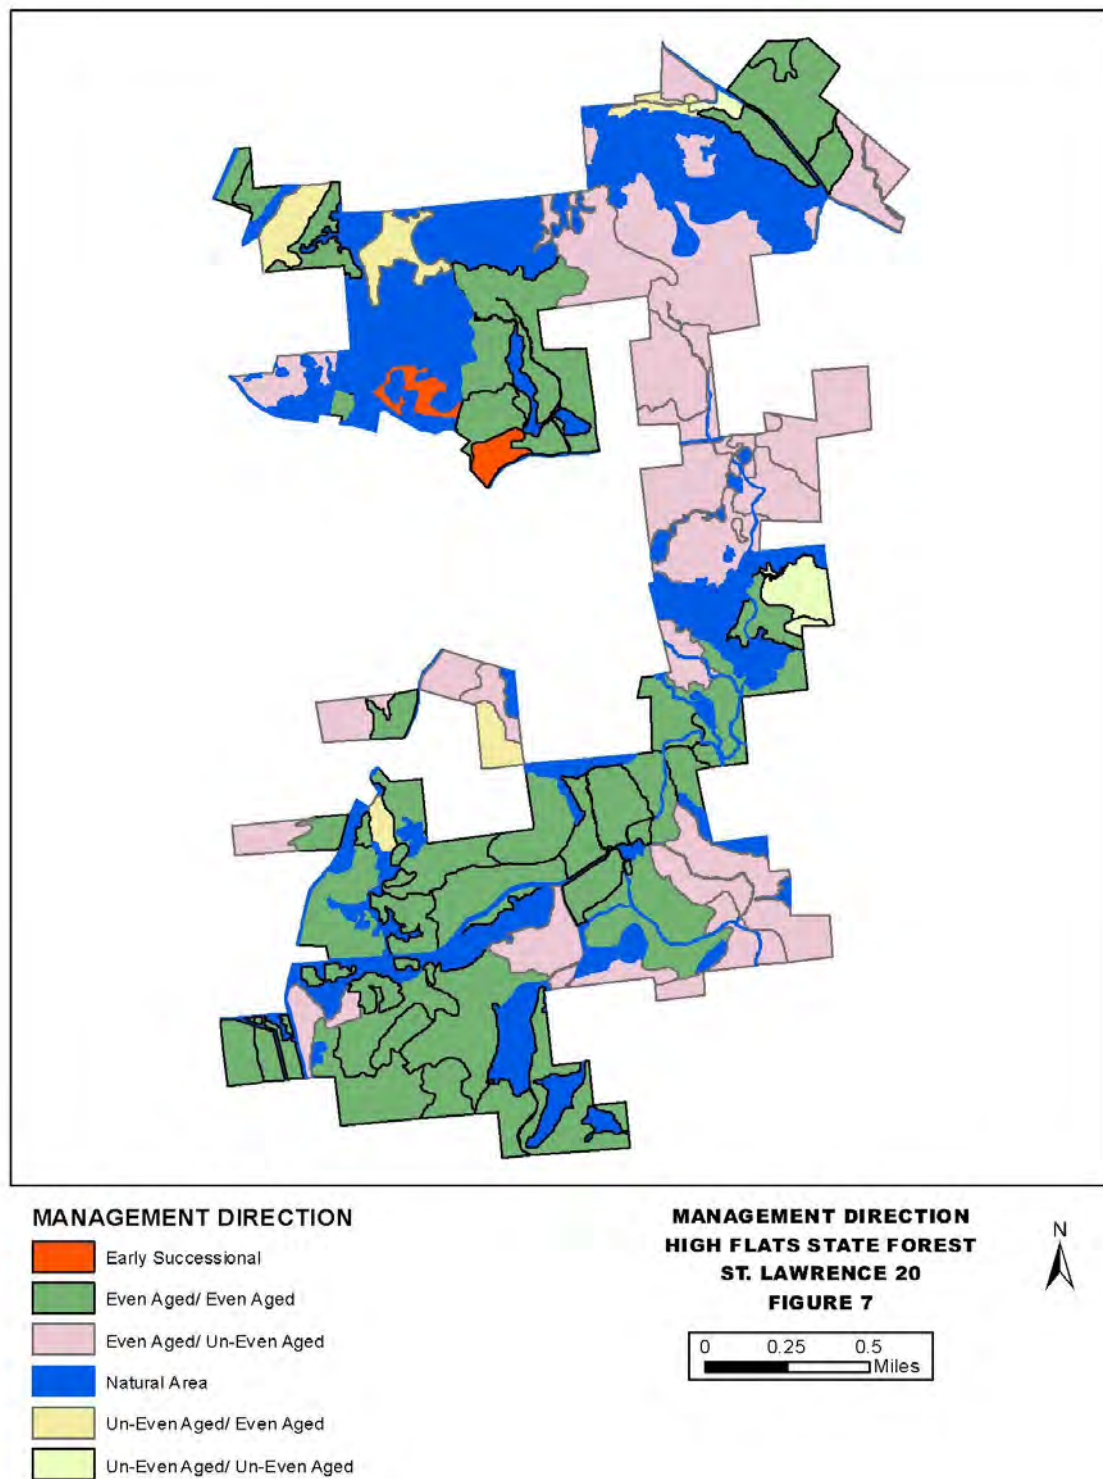 MANAGEMENT DIRECTION
Early Successional
Even Aged/ Even Aged
Even Aged/ Un-Even Aged
Natural Area
Un-Even Aged/ Even Aged
Un-Even Aged/ Un-Even Aged
MANAGEMENT DIRECTION
HIGH FLATS STATE FOREST
ST. LAWRENCE 20
FIGURE 7
0 0.25 0.5
Miles
N